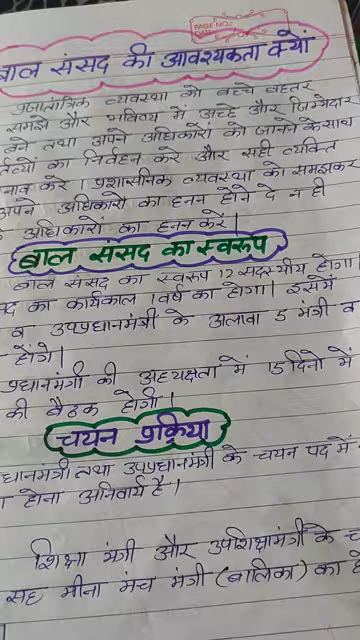 PAGE NO.:
DATE:
बाल संसद की आवश्यकता क्यों
प्रजातांत्रिक व्यवस्था को बच्चे बेहतर
समझे और भविष्य में अच्छे और जिम्मेदार
बने तथा अपने अधिकारों को जानने के साथ
र्तव्यों का निर्वहन करे और सही व्यक्ति
नाव करे। प्रशासनिक व्यवस्था को समझकर
अपने अधिकारों का हनन होने दे न ही
के अधिकारों का हनन करें।
बाल संसद का स्वरूप
बाल संसद का स्वरूप 12 सदस्यीय होगा।
द का कार्यकाल 1 वर्ष का होगा। इसमें
व उपप्रधानमंत्री के अलावा 5 मंत्री व
होंगे।
प्रधानमंत्री की अध्यक्षता में 15 दिनों में
की बैठक होगी।
चयन प्रक्रिया
धानमंत्री तथा उपप्रधानमंत्री के चयन पद में
होना अनिवार्य है।
शिक्षा मंत्री और उपशिक्षामंत्री के च
सह मीना मंच मंत्री (बालिका) का